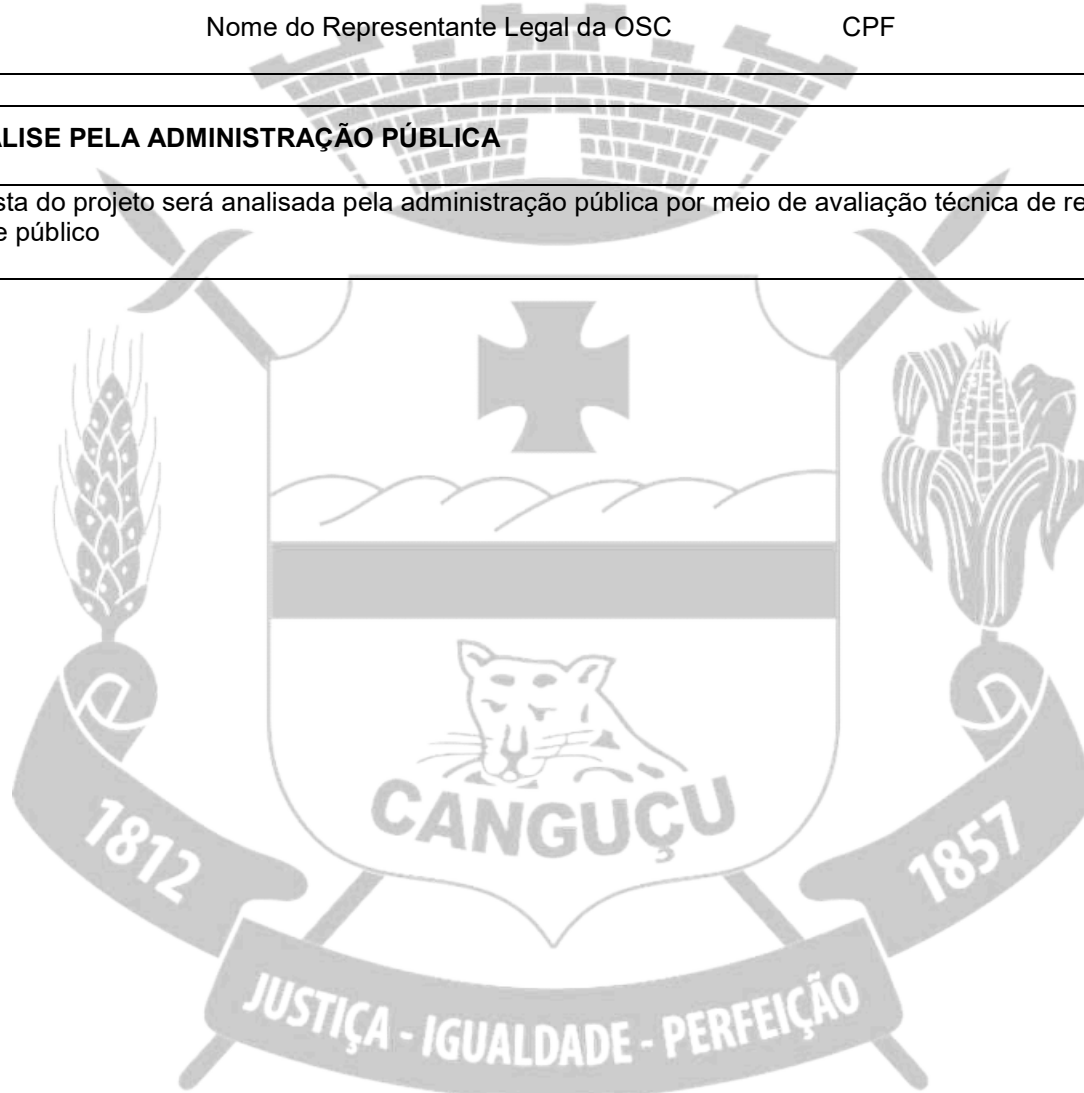 Nome do Representante Legal da OSC CPF
LISE PELA ADMINISTRAÇÃO PÚBLICA
sta do projeto será analisada pela administração pública por meio de avaliação técnica de re
e público
CANGUÇU
1812
1857
JUSTIÇA - IGUALDADE - PERFEIÇÃO